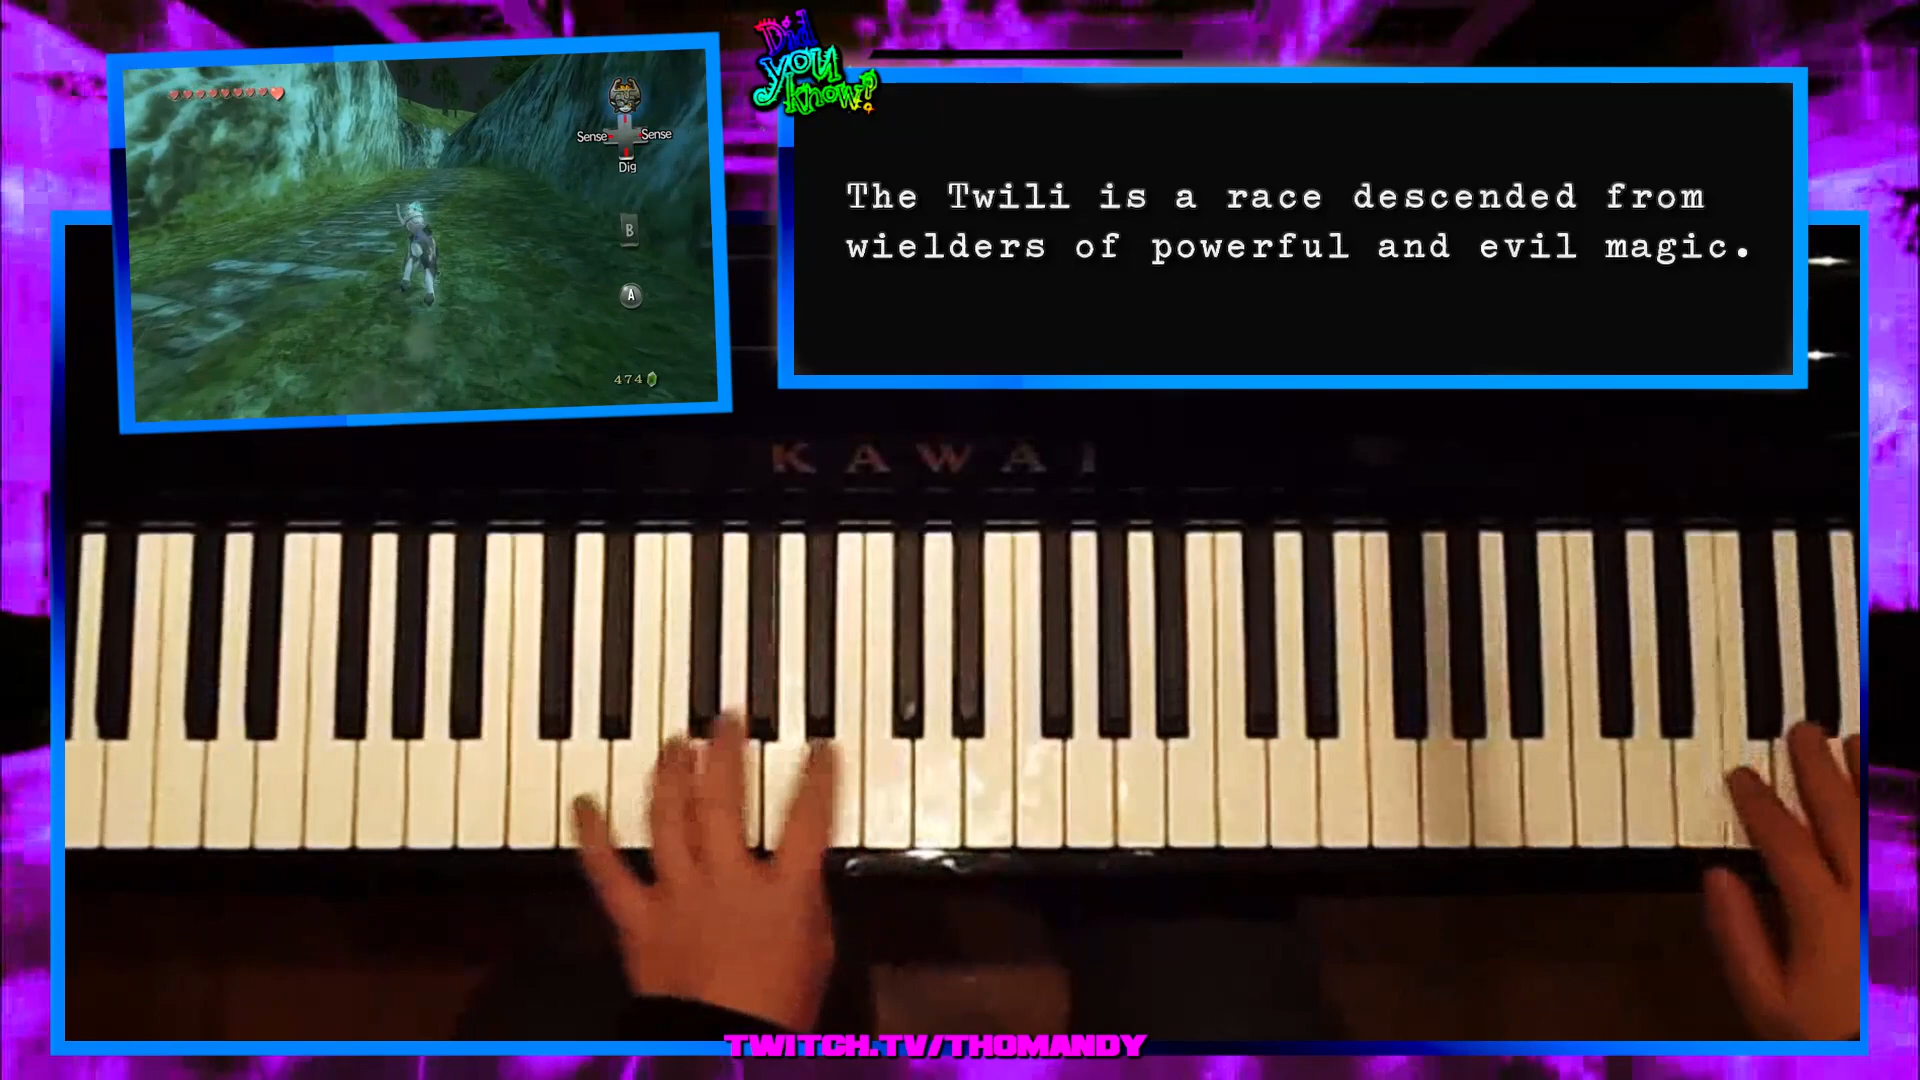 Did
you
know?
Sense Sense
Dig
B
A
474
The Twili is a race descended from
wielders of powerful and evil magic.
KAWAI
TWITCH.TV/THOMANDY